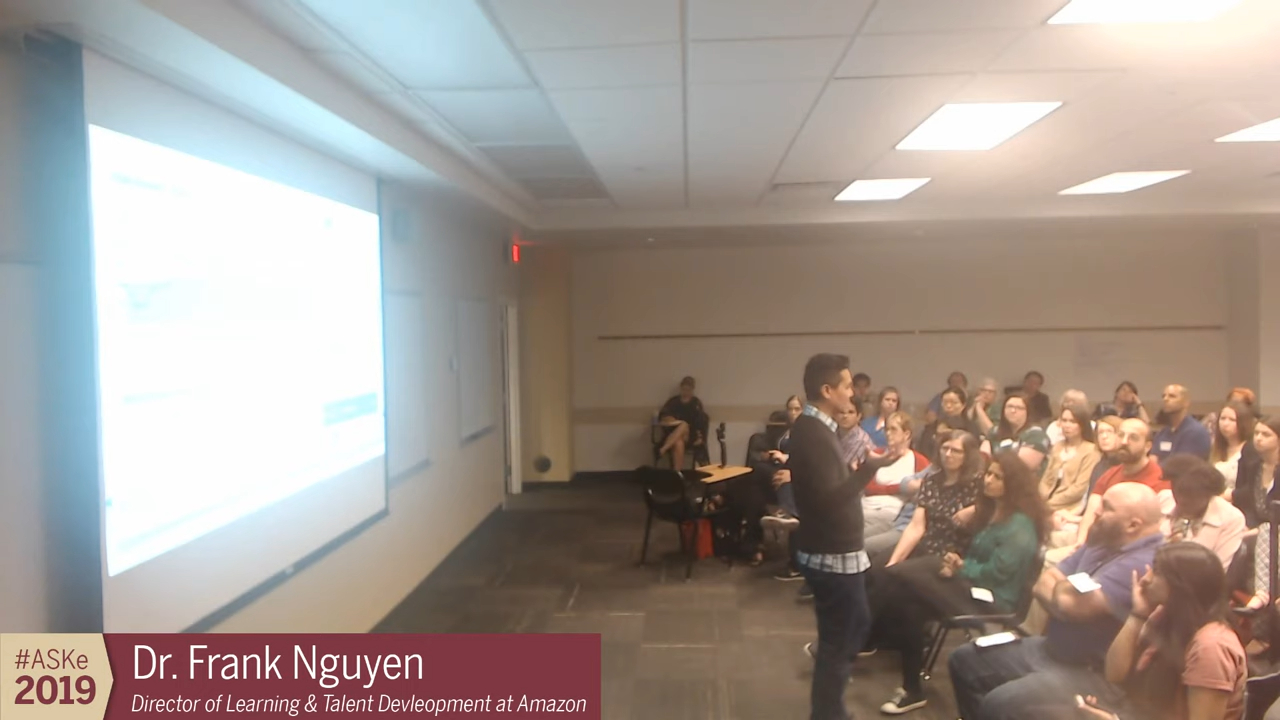 #ASKe
2019
Dr. Frank Nguyen
Director of Learning & Talent Devleopment at Amazon